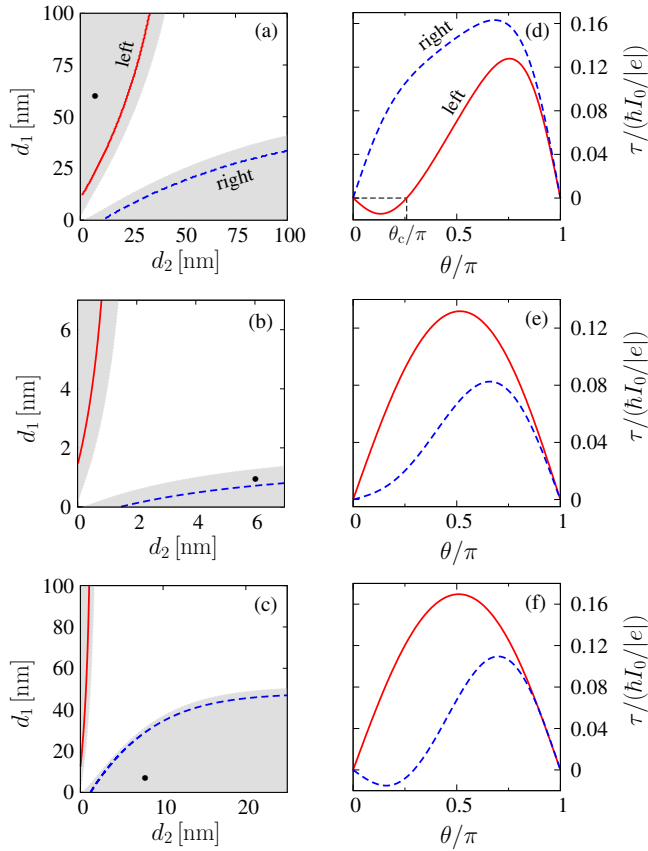 100
75
50
25
0
d₁ [nm]
(a)
left
right
0
25
50
75
100
d₂ [nm]
(d)
right
left
0.16
0.12
0.08
0.04
0
τ/(ħI₀/|e|)
θc/π
0
0.5
1
θ/π
6
4
2
0
d₁ [nm]
(b)
0
2
4
6
d₂ [nm]
(e)
0.12
0.08
0.04
0
τ/(ħI₀/|e|)
0
0.5
1
θ/π
100
80
60
40
20
0
d₁ [nm]
(c)
0
10
20
d₂ [nm]
(f)
0.16
0.12
0.08
0.04
0
τ/(ħI₀/|e|)
0
0.5
1
θ/π